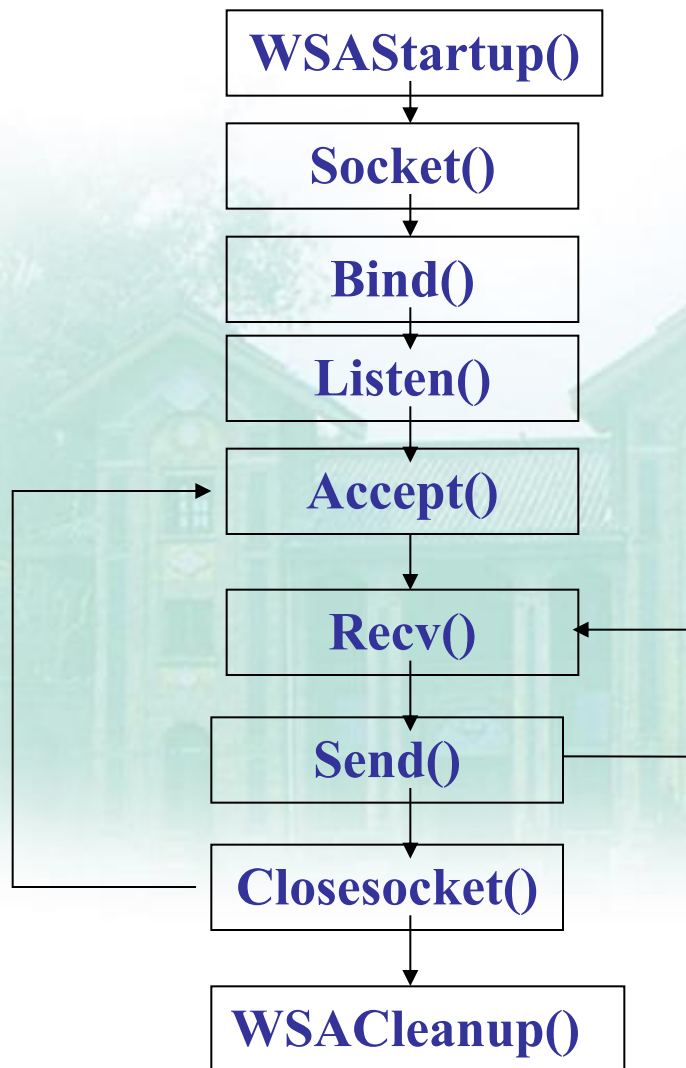 WSAStartup()
Socket()
Bind()
Listen()
Accept()
Recv()
Send()
Closesocket()
WSACleanup()